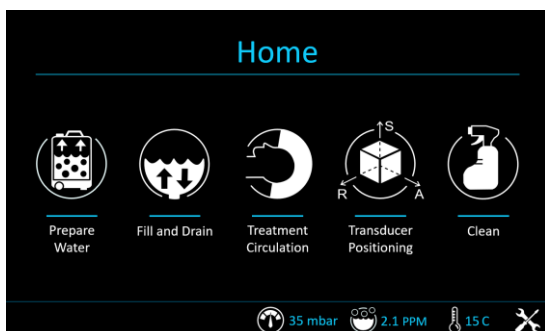 Home
S
R
A
Prepare
Water
Fill and Drain
Treatment
Circulation
Transducer
Positioning
Clean
35 mbar
2.1 PPM
15 C